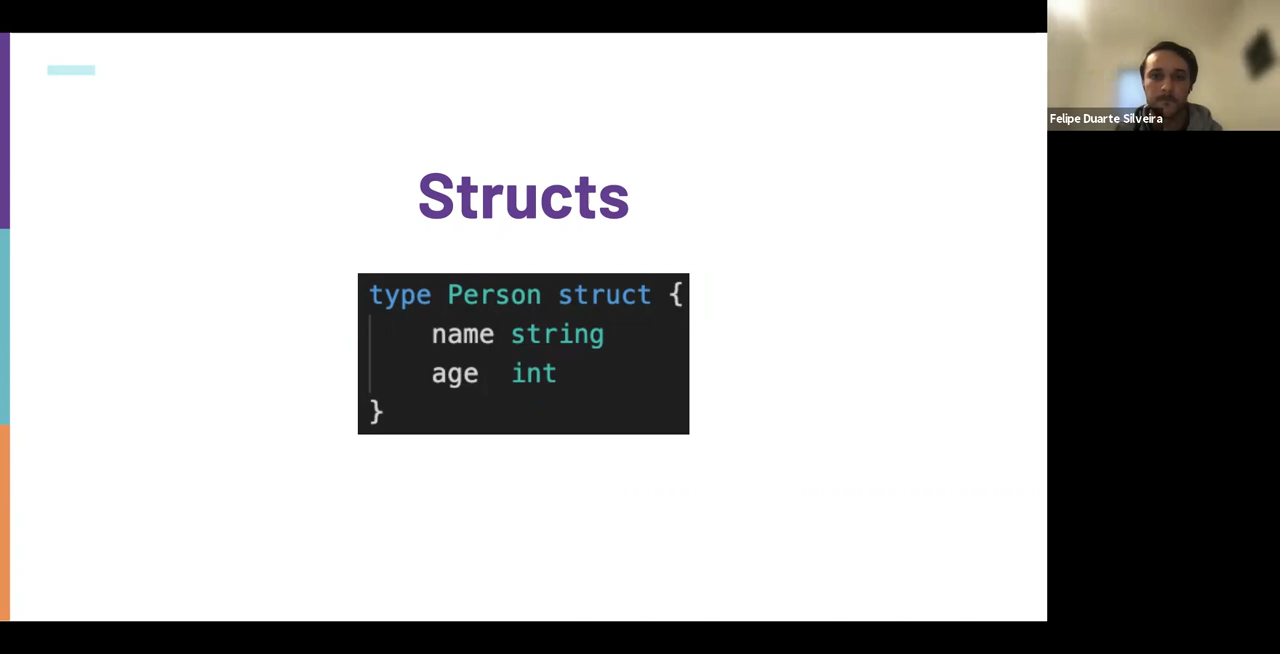 Structs
type Person struct {
name string
age int
}
Felipe Duarte Silveira